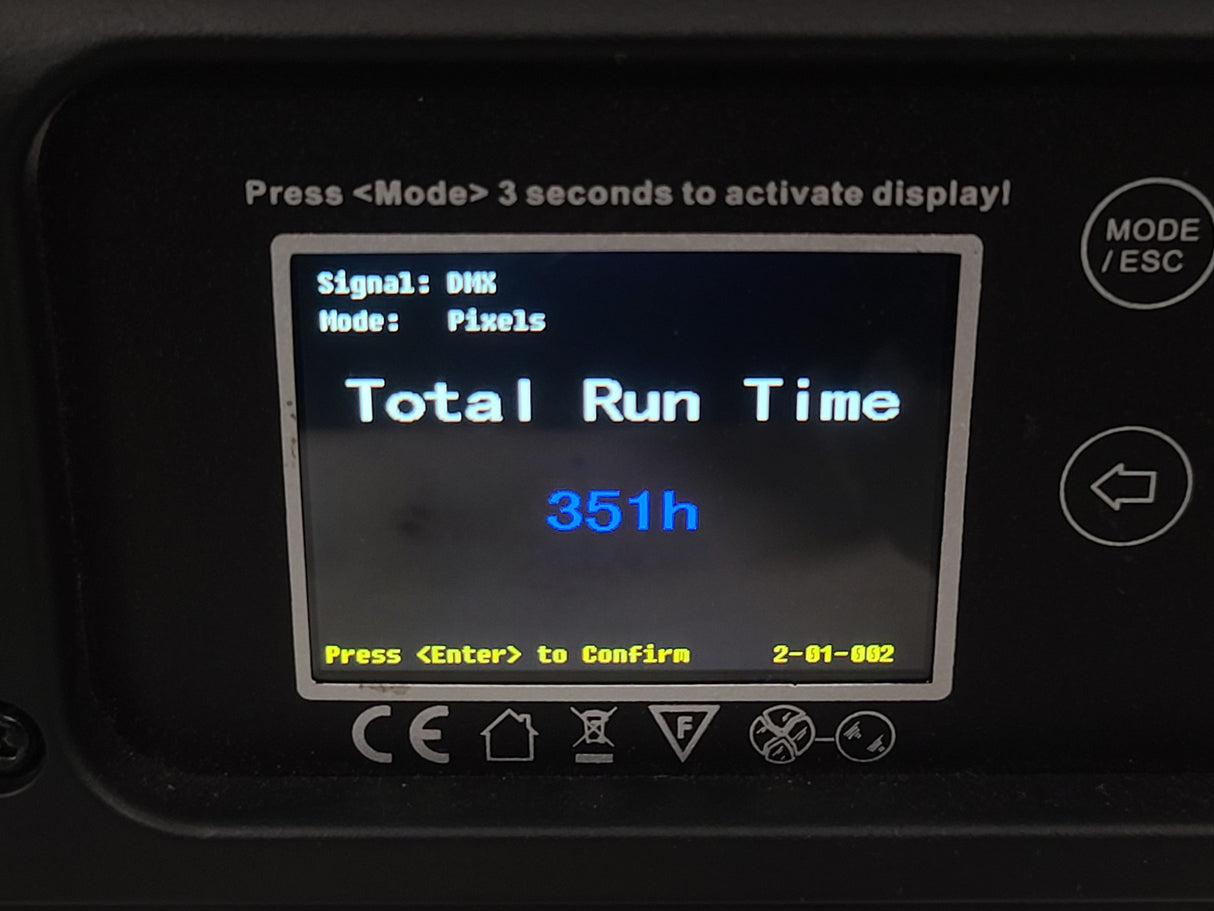 Press <Mode> 3 seconds to activate display!
MODE
/ ESC
Signal: DMX
Mode: Pixels
Total Run Time
351h
Press <Enter> to Confirm 2-01-002
CE
F